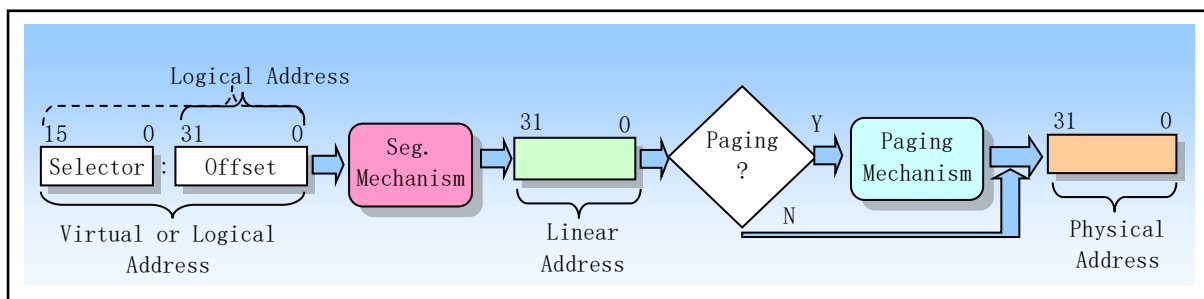 Logical Address
15 0 31 0
Selector : Offset
Virtual or Logical
Address
Seg.
Mechanism
31 0
Linear
Address
Paging
?
Y
N
Paging
Mechanism
31 0
Physical
Address